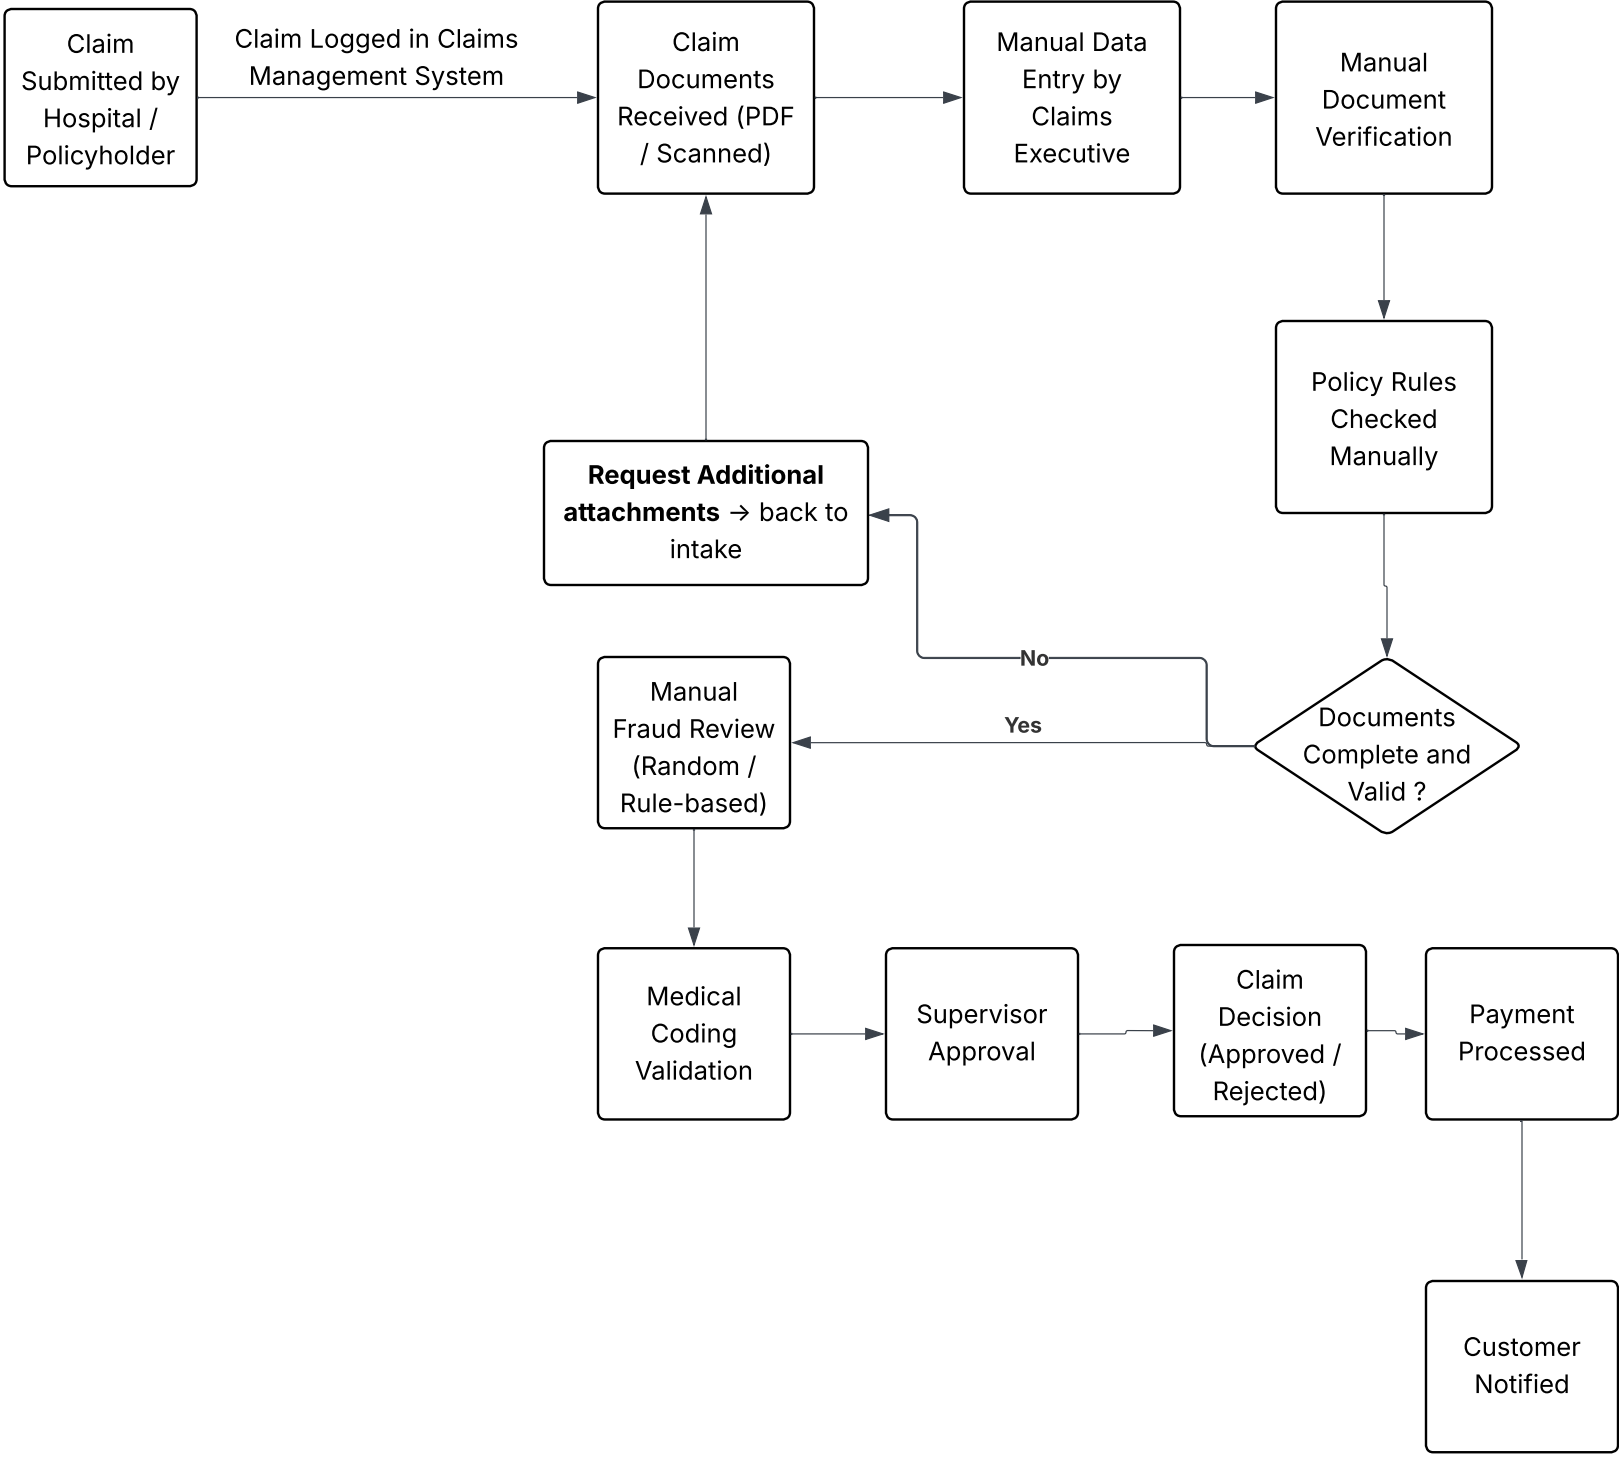 Claim
Submitted by
Hospital /
Policyholder
Claim Logged in Claims
Management System
Claim
Documents
Received (PDF
/ Scanned)
Manual Data
Entry by
Claims
Executive
Manual
Document
Verification
Policy Rules
Checked
Manually
Request Additional
attachments → back to
intake
No
Yes
Documents
Complete and
Valid ?
Manual
Fraud Review
(Random /
Rule-based)
Medical
Coding
Validation
Supervisor
Approval
Claim
Decision
(Approved /
Rejected)
Payment
Processed
Customer
Notified